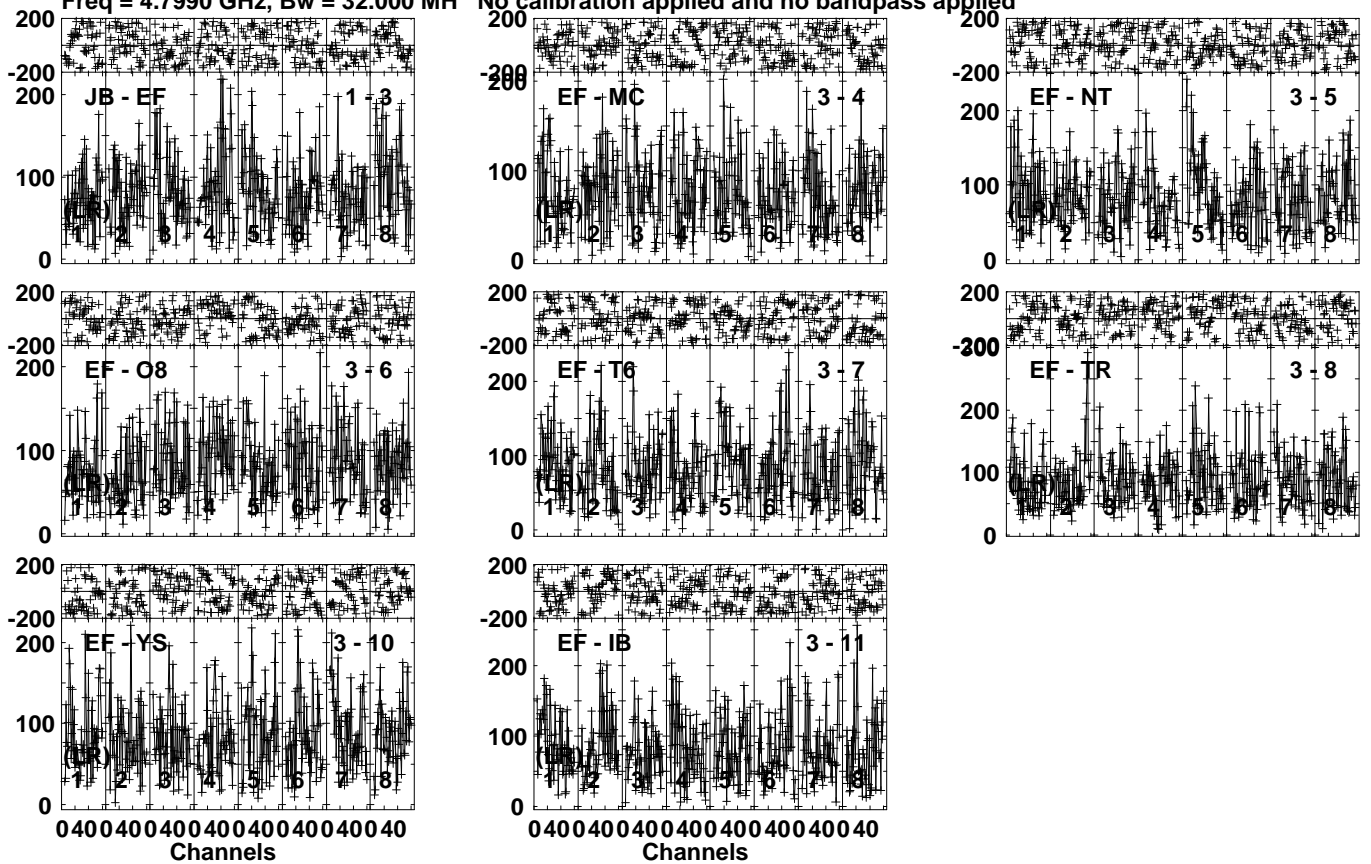 Freq = 4.7990 GHz, Bw = 32.000 MH No calibration applied and no bandpass applied
200 200 200
-200 -200 -200
200 JB - EF 1 - 3 EF - MC 3 - 4 200 EF - NT 3 - 5
100 100 100
(LR) (LR) (LR)
1 2 3 4 5 6 7 8 1 2 3 4 5 6 7 8 1 2 3 4 5 6 7 8
0 0 0
200 200 200
-200 -200 -200
300
200 EF - O8 3 - 6 200 EF - T6 3 - 7 EF - TR 3 - 8
200
100 100 100
(LR) (LR) (LR)
1 2 3 4 5 6 7 8 1 2 3 4 5 6 7 8 1 2 3 4 5 6 7 8
0 0 0
200 200
-200 -200
200 EF - YS 3 - 10 200 EF - IB 3 - 11
100 100
(LR) (LR)
1 2 3 4 5 6 7 8 1 2 3 4 5 6 7 8
0 0
0 40 0 40 0 40 0 40 0 40 0 40 0 40 0 40 0 40 0 40 0 40 0 40 0 40 0 40 0 40 0 40
Channels Channels